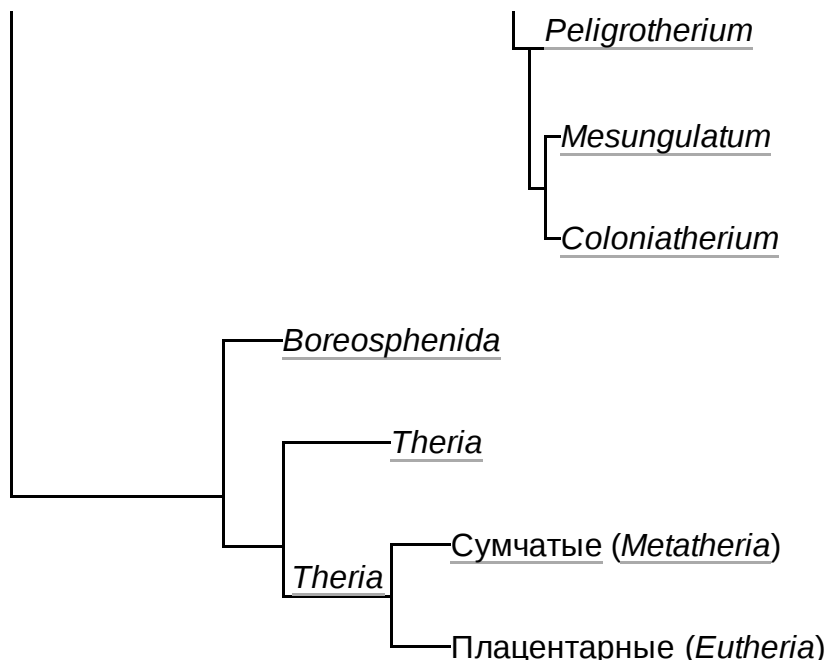 Peligrotherium
Mesungulatum
Coloniatherium
Boreosphenida
Theria
Сумчатые (Metatheria)
Theria
Плацентарные (Eutheria)